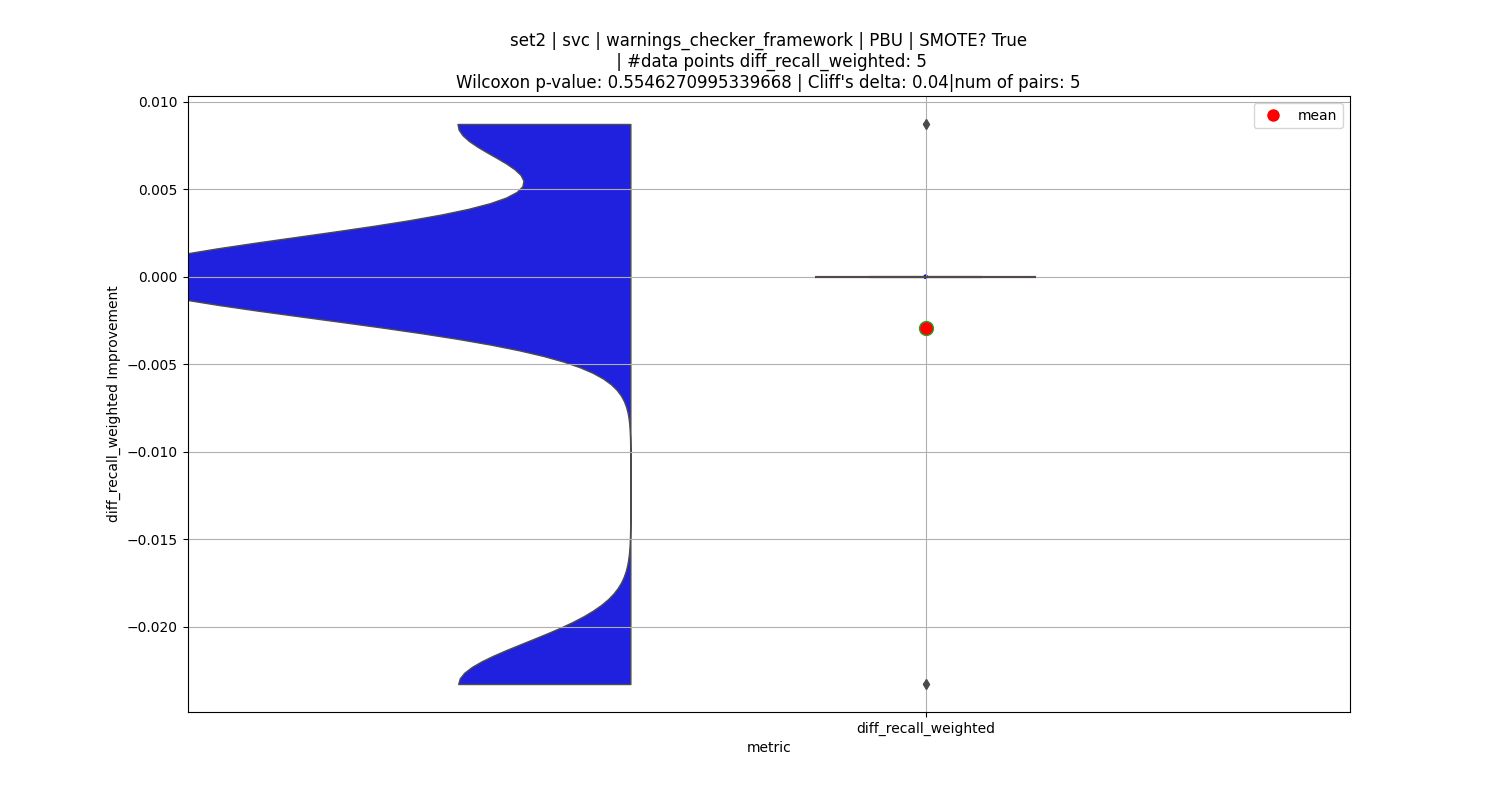 set2 | svc | warnings_checker_framework | PBU | SMOTE? True
| #data points diff_recall_weighted: 5
Wilcoxon p-value: 0.5546270995339668 | Cliff's delta: 0.04|num of pairs: 5
0.010
0.005
0.000
−0.005
−0.010
−0.015
−0.020
diff_recall_weighted Improvement
mean
diff_recall_weighted
metric